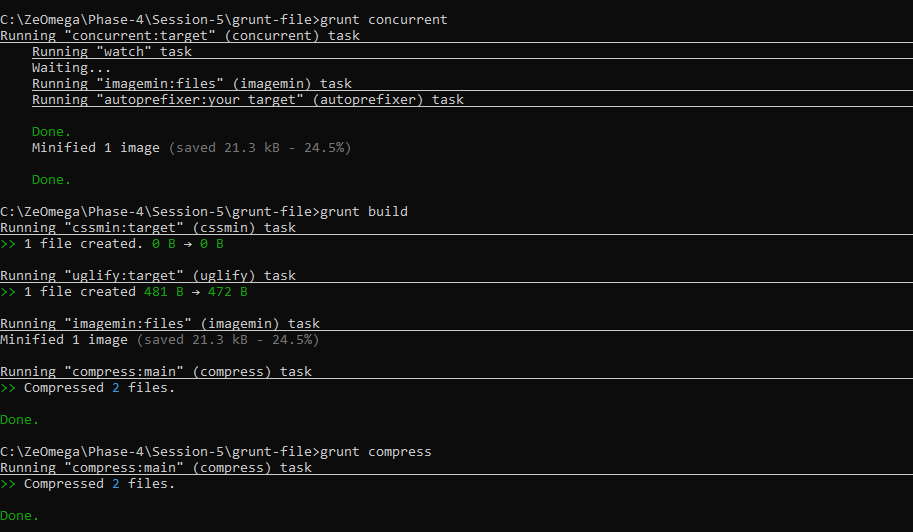 C:\ZeOmega\Phase-4\Session-5\grunt-file>grunt concurrent
Running "concurrent:target" (concurrent) task
Running "watch" task
Waiting...
Running "imagemin:files" (imagemin) task
Running "autoprefixer:your target" (autoprefixer) task
Done.
Minified 1 image (saved 21.3 kB - 24.5%)
Done.
C:\ZeOmega\Phase-4\Session-5\grunt-file>grunt build
Running "cssmin:target" (cssmin) task
>> 1 file created. 0 B → 0 B
Running "uglify:target" (uglify) task
>> 1 file created 481 B → 472 B
Running "imagemin:files" (imagemin) task
Minified 1 image (saved 21.3 kB - 24.5%)
Running "compress:main" (compress) task
>> Compressed 2 files.
Done.
C:\ZeOmega\Phase-4\Session-5\grunt-file>grunt compress
Running "compress:main" (compress) task
>> Compressed 2 files.
Done.